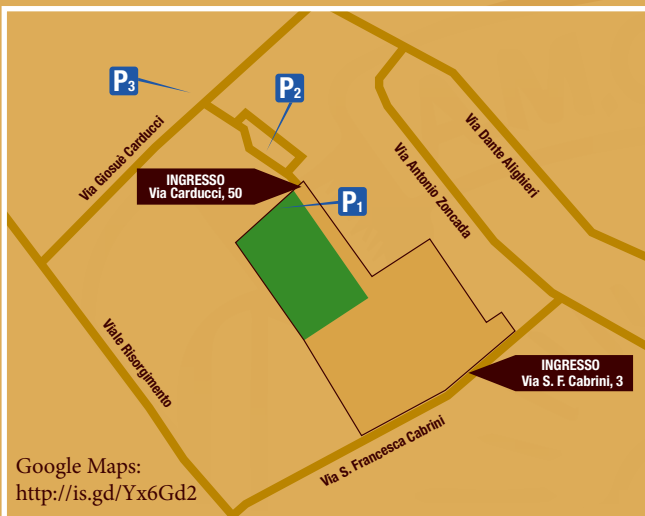 P3
P2
Via Giosuè Carducci
INGRESSO
Via Carducci, 50
P1
Via Antonio Zoncada
Via Dante Alighieri
Viale Risorgimento
INGRESSO
Via S. F. Cabrini, 3
Via S. Francesca Cabrini
Google Maps:
http://is.gd/Yx6Gd2